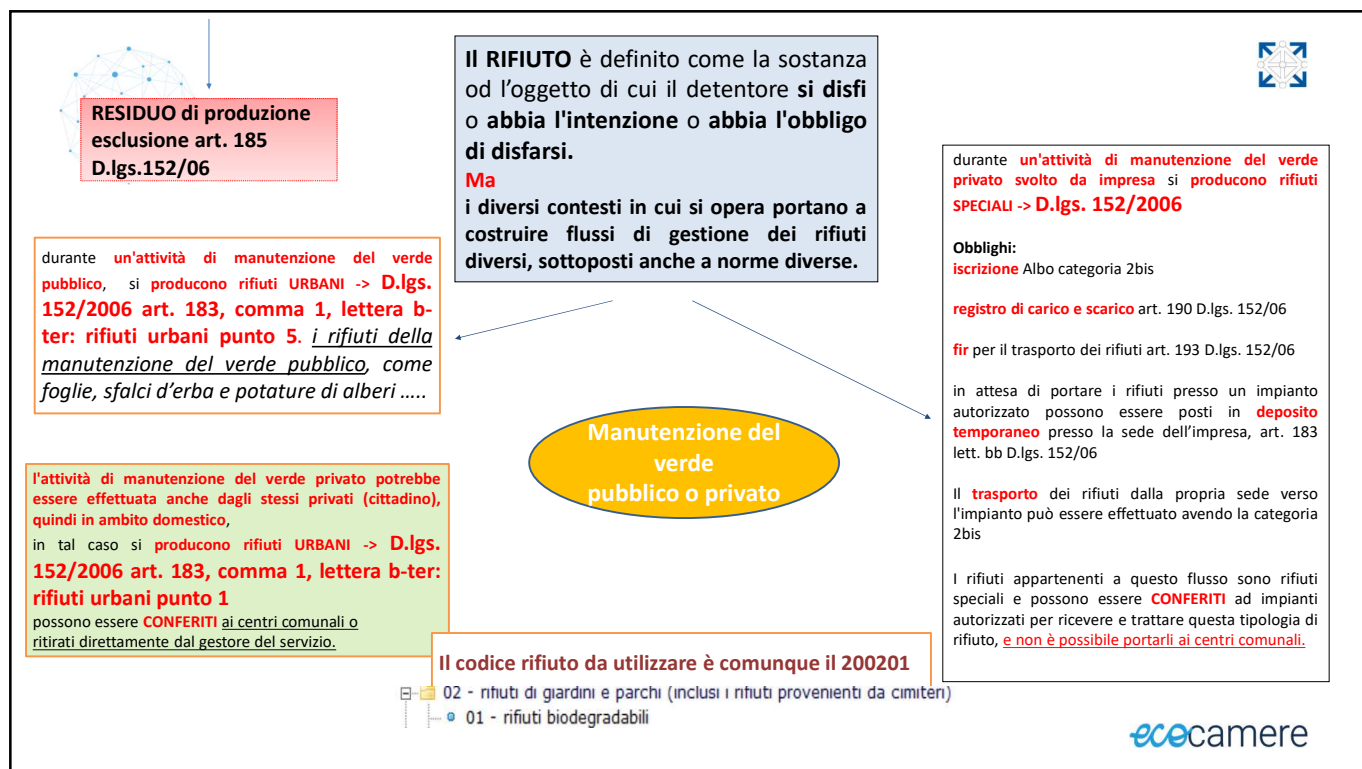 RESIDUO di produzione
esclusione art. 185
D.lgs.152/06
Il RIFIUTO è definito come la sostanza
od l'oggetto di cui il detentore si disfi
o abbia l'intenzione o abbia l'obbligo
di disfarsi.
Ma
i diversi contesti in cui si opera portano a
costruire flussi di gestione dei rifiuti
diversi, sottoposti anche a norme diverse.
durante un'attività di manutenzione del verde
pubblico, si producono rifiuti URBANI -> D.lgs.
152/2006 art. 183, comma 1, lettera b-
ter: rifiuti urbani punto 5. i rifiuti della
manutenzione del verde pubblico, come
foglie, sfalci d'erba e potature di alberi …..
l'attività di manutenzione del verde privato potrebbe
essere effettuata anche dagli stessi privati (cittadino),
quindi in ambito domestico,
in tal caso si producono rifiuti URBANI -> D.lgs.
152/2006 art. 183, comma 1, lettera b-ter:
rifiuti urbani punto 1
possono essere CONFERITI ai centri comunali o
ritirati direttamente dal gestore del servizio.
Manutenzione del
verde
pubblico o privato
durante un'attività di manutenzione del verde
privato svolto da impresa si producono rifiuti
SPECIALI -> D.lgs. 152/2006
Obblighi:
iscrizione Albo categoria 2bis
registro di carico e scarico art. 190 D.lgs. 152/06
fir per il trasporto dei rifiuti art. 193 D.lgs. 152/06
in attesa di portare i rifiuti presso un impianto
autorizzato possono essere posti in deposito
temporaneo presso la sede dell'impresa, art. 183
lett. bb D.lgs. 152/06
Il trasporto dei rifiuti dalla propria sede verso
l'impianto può essere effettuato avendo la categoria
2bis
I rifiuti appartenenti a questo flusso sono rifiuti
speciali e possono essere CONFERITI ad impianti
autorizzati per ricevere e trattare questa tipologia di
rifiuto, e non è possibile portarli ai centri comunali.
Il codice rifiuto da utilizzare è comunque il 200201
02 - rifiuti di giardini e parchi (inclusi i rifiuti provenienti da cimiteri)
01 - rifiuti biodegradabili
ecocamere